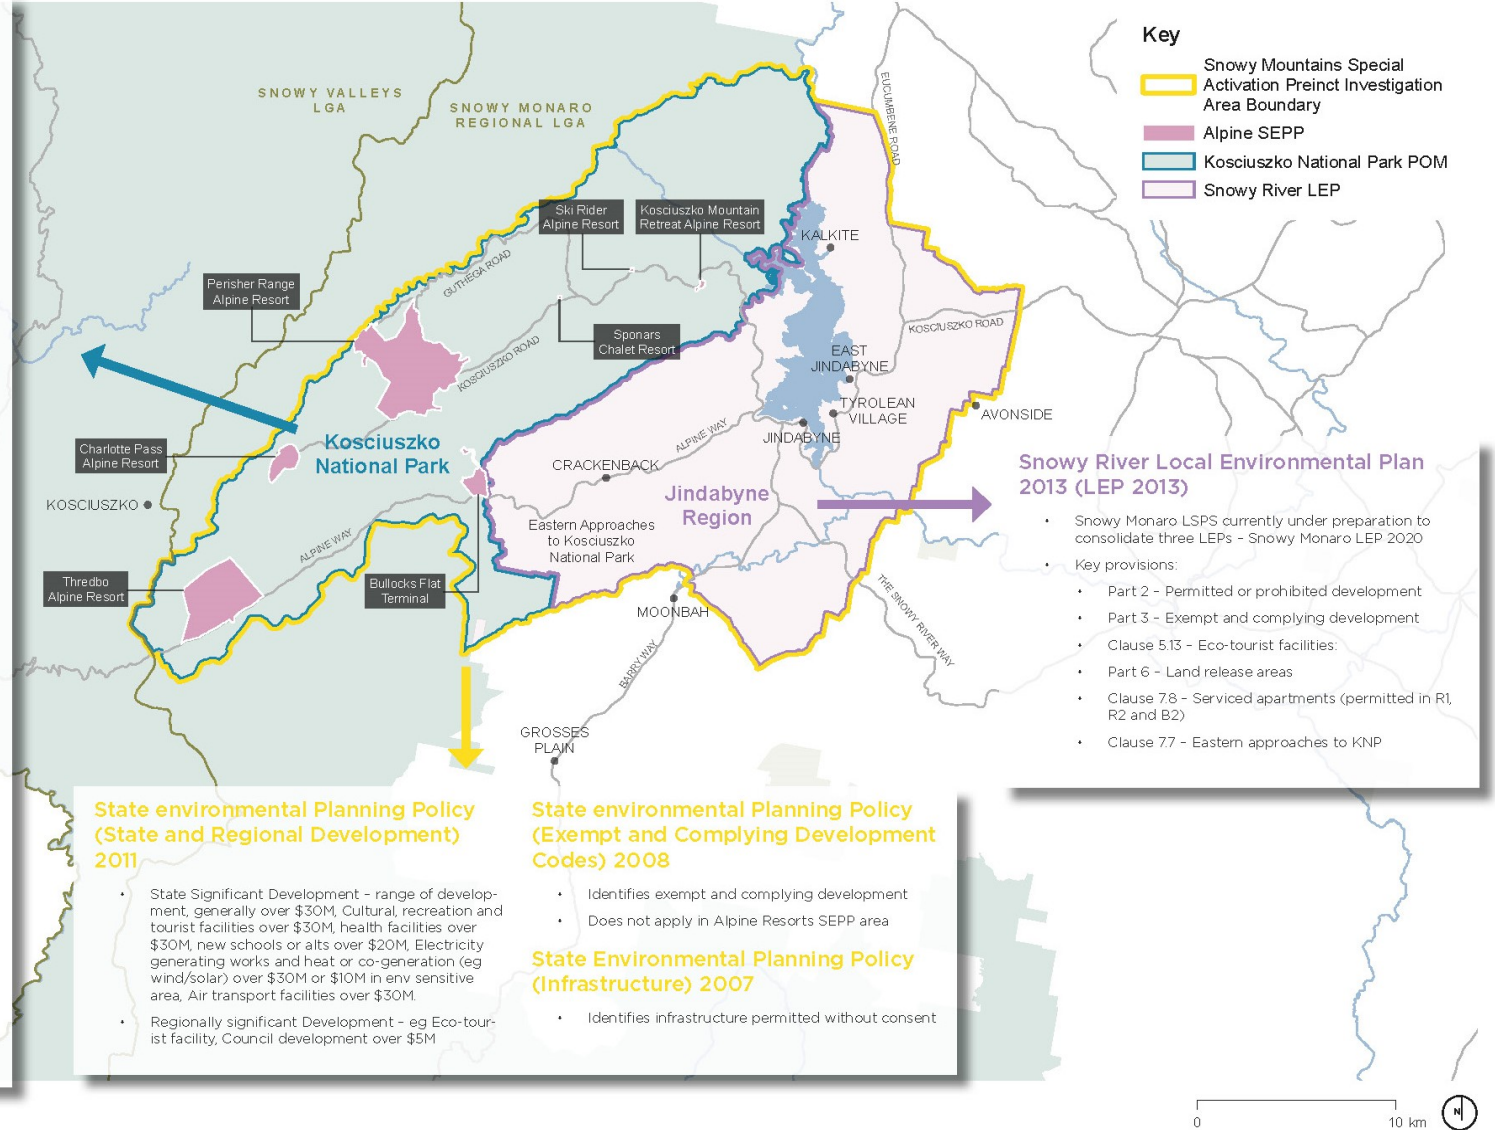 Key
Snowy Mountains Special
Activation Preinct Investigation
Area Boundary
Alpine SEPP
Kosciuszko National Park POM
Snowy River LEP
SNOWY VALLEYS
LGA
SNOWY MONARO
REGIONAL LGA
EUCUMBENE ROAD
Ski Rider
Alpine Resort
Kosciuszko Mountain
Retreat Alpine Resort
KALKITE
GUTHEGA ROAD
Perisher Range
Alpine Resort
Sponars
Chalet Resort
KOSCIUSZKO ROAD
KOSCIUSZKO ROAD
EAST
JINDABYNE
TYROLEAN
VILLAGE
AVONSIDE
JINDABYNE
ALPINE WAY
Charlotte Pass
Alpine Resort
Kosciuszko
National Park
CRACKENBACK
Jindabyne
Region
KOSCIUSZKO
Eastern Approaches
to Kosciuszko
National Park
ALPINE WAY
Thredbo
Alpine Resort
Bullocks Flat
Terminal
MOONBAH
BARRY WAY
THE SNOWY RIVER WAY
GROSSES
PLAIN
Snowy River Local Environmental Plan
2013 (LEP 2013)
• Snowy Monaro LSPS currently under preparation to
consolidate three LEPs – Snowy Monaro LEP 2020
• Key provisions:
• Part 2 – Permitted or prohibited development
• Part 3 – Exempt and complying development
• Clause 5.13 – Eco-tourist facilities:
• Part 6 – Land release areas
• Clause 7.8 – Serviced apartments (permitted in R1,
R2 and B2)
• Clause 7.7 – Eastern approaches to KNP
State environmental Planning Policy
(State and Regional Development)
2011
• State Significant Development – range of develop-
ment, generally over $30M, Cultural, recreation and
tourist facilities over $30M, health facilities over
$30M, new schools or alts over $20M, Electricity
generating works and heat or co-generation (eg
wind/solar) over $30M or $10M in env sensitive
area, Air transport facilities over $30M.
• Regionally significant Development – eg Eco-tour-
ist facility, Council development over $5M
State environmental Planning Policy
(Exempt and Complying Development
Codes) 2008
• Identifies exempt and complying development
• Does not apply in Alpine Resorts SEPP area
State Environmental Planning Policy
(Infrastructure) 2007
• Identifies infrastructure permitted without consent
0 10 km
N